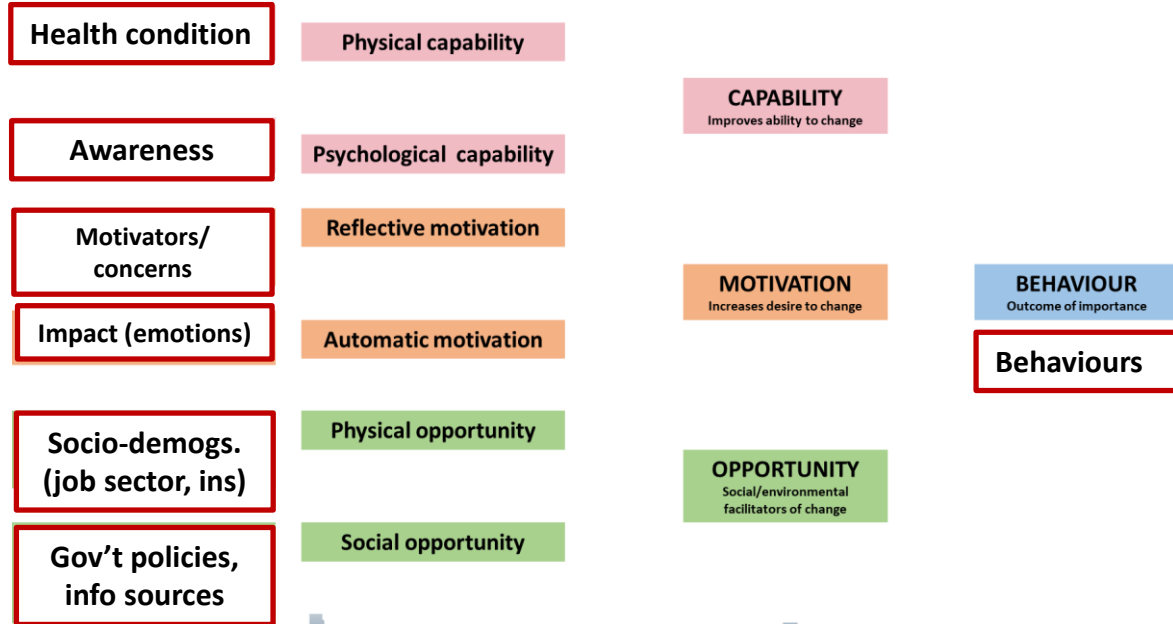 Health condition
Physical capability
CAPABILITY
Improves ability to change
Awareness
Psychological capability
Motivators/
concerns
Reflective motivation
MOTIVATION
Increases desire to change
BEHAVIOUR
Outcome of importance
Impact (emotions)
Automatic motivation
Behaviours
Socio-demogs.
(job sector, ins)
Physical opportunity
OPPORTUNITY
Social/environmental
facilitators of change
Gov’t policies,
info sources
Social opportunity